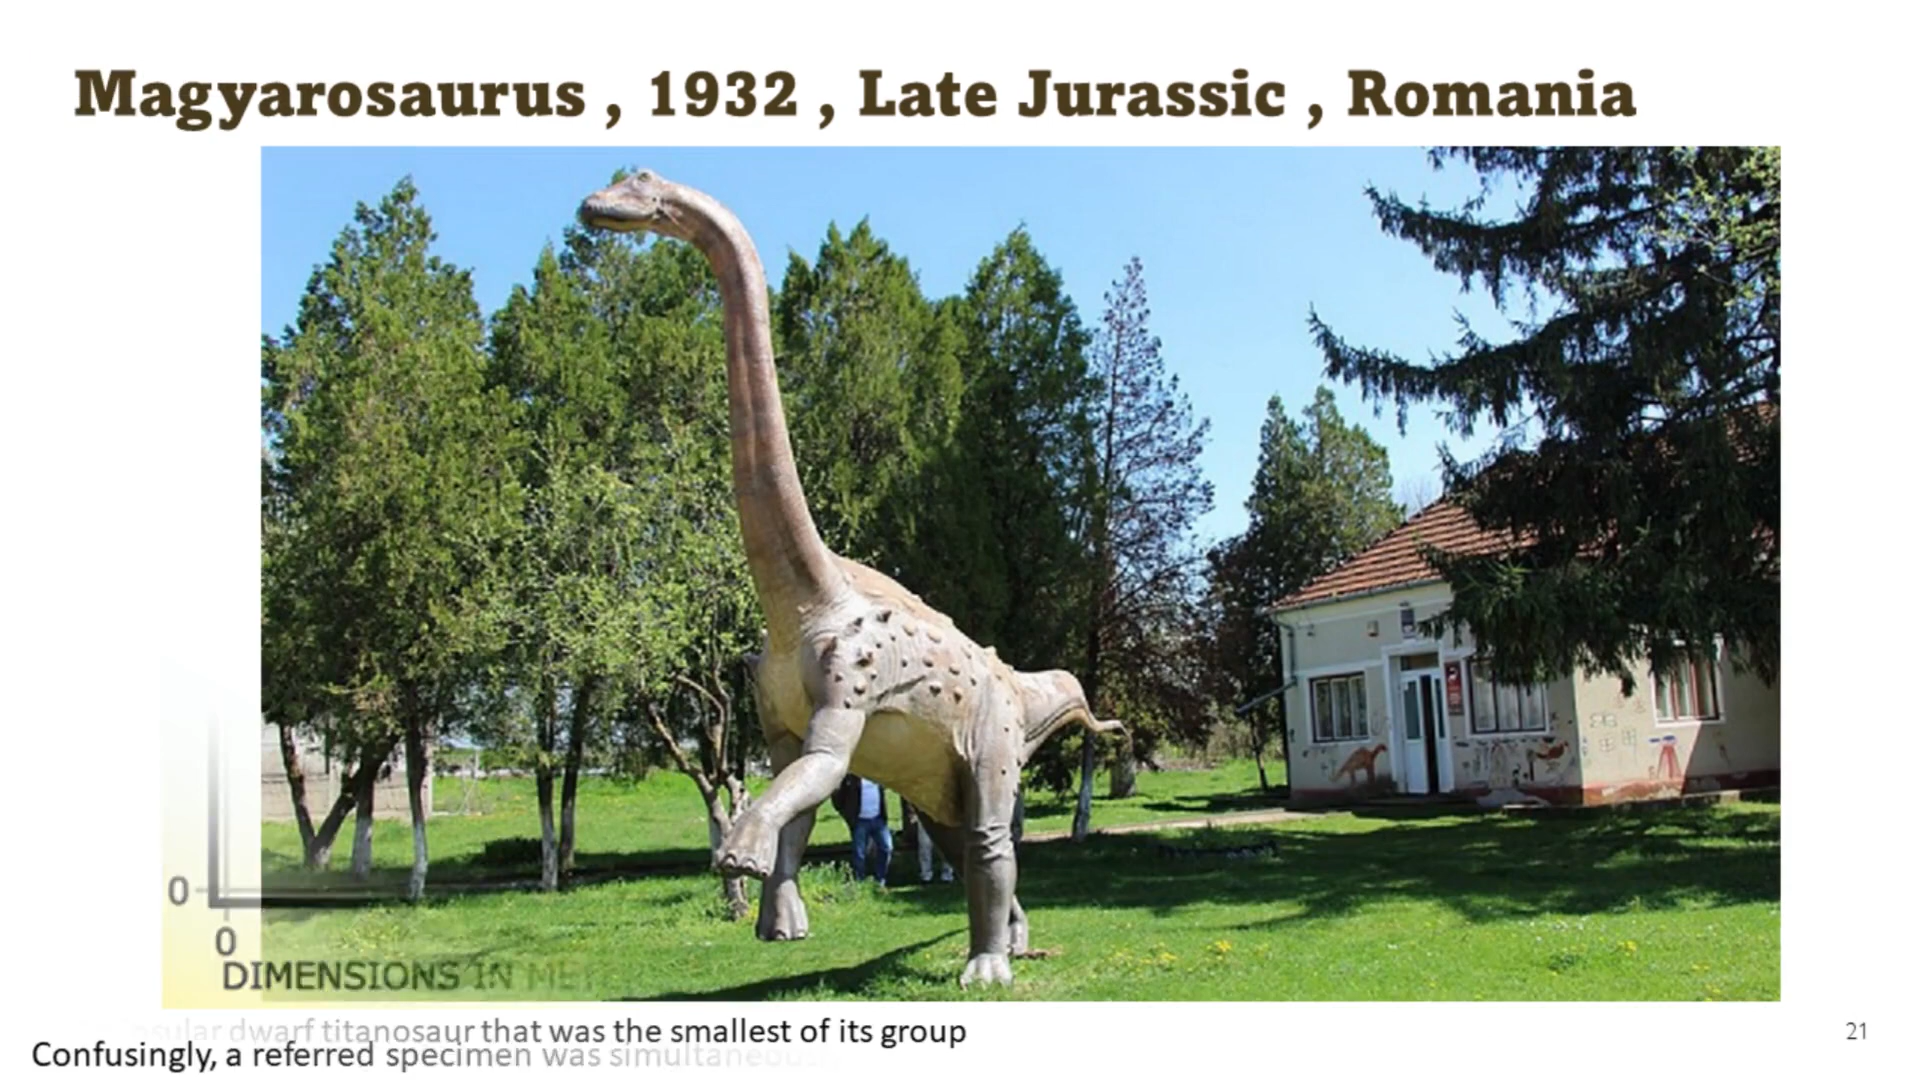 Magyarosaurus , 1932 , Late Jurassic , Romania
0
0
DIMENSIONS IN
dwarf titanosaur that was the smallest of its group
Confusingly, a referred specimen was
21